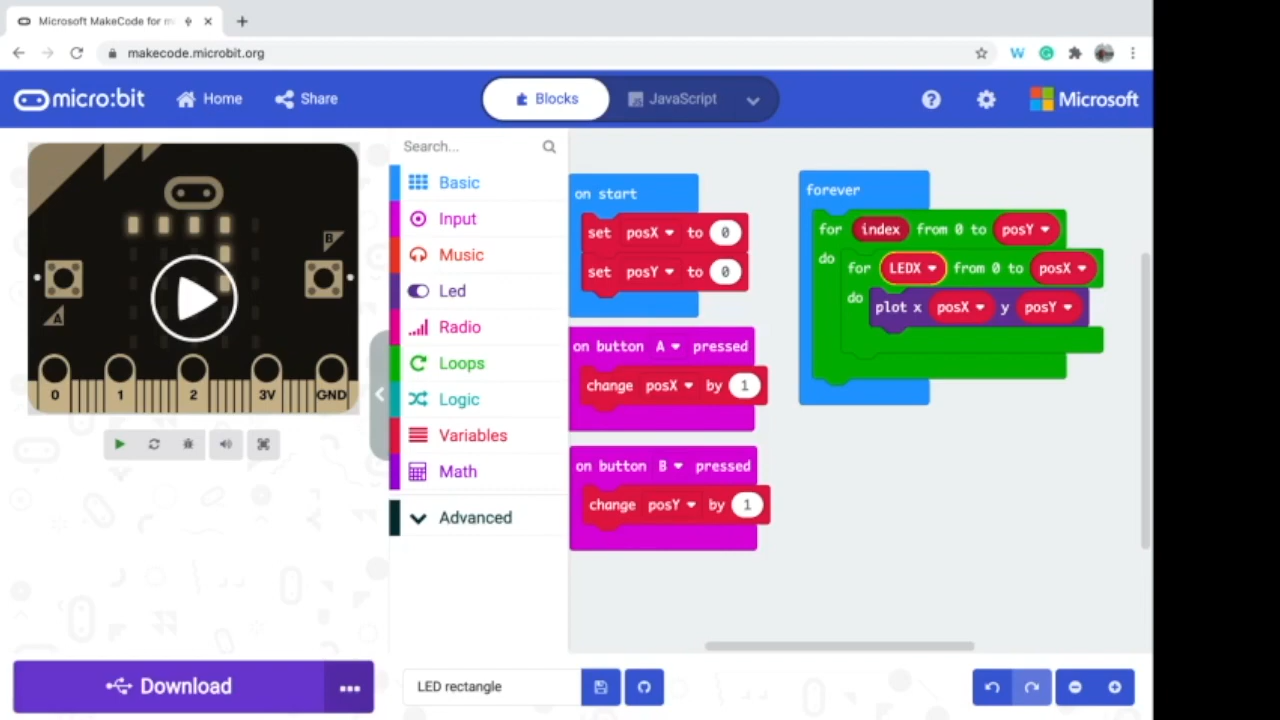 Microsoft MakeCode for mi
makecode.microbit.org
micro:bit
Home
Share
Blocks
JavaScript
Microsoft
Search...
Basic
Input
Music
Led
Radio
Loops
Logic
Variables
Math
Advanced
A
B
0 1 2 3V GND
on start
set posX to 0
set posY to 0
on button A pressed
change posX by 1
on button B pressed
change posY by 1
forever
for index from 0 to posY
do
for LEDX from 0 to posX
do
plot x posX y posY
Download
LED rectangle